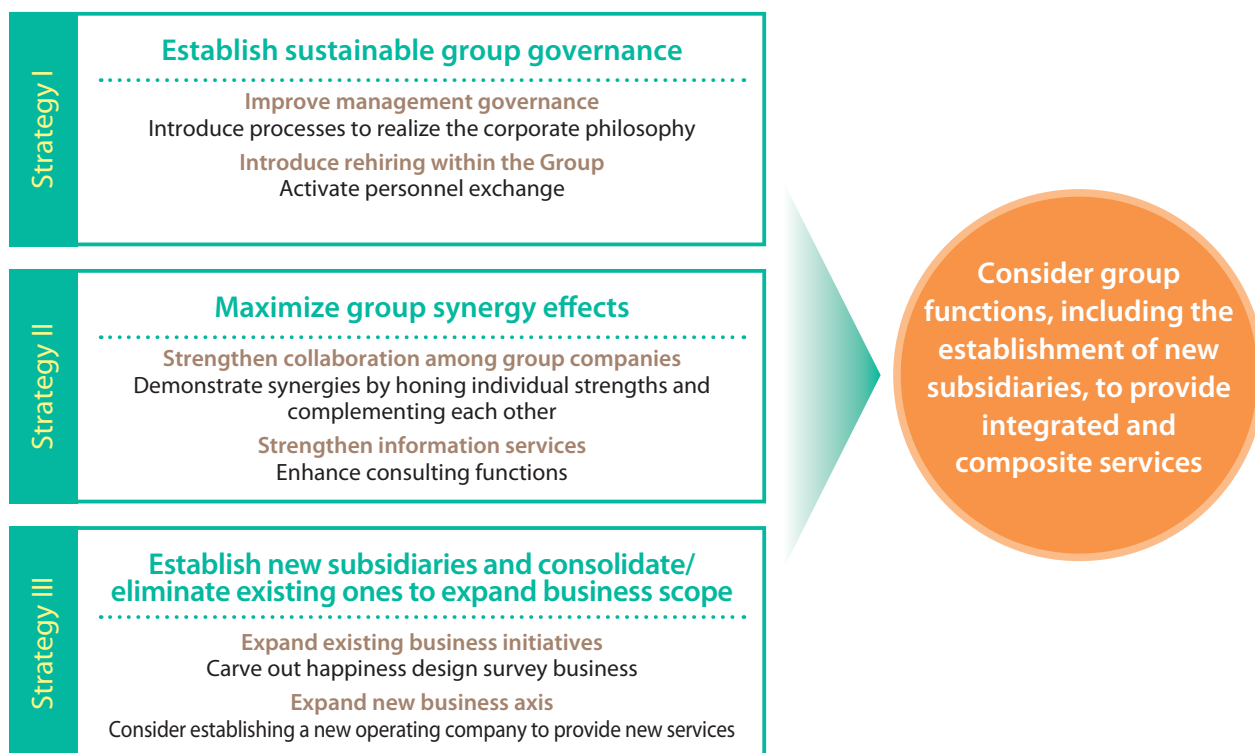 Strategy I
Establish sustainable group governance
Improve management governance
Introduce processes to realize the corporate philosophy
Introduce rehiring within the Group
Activate personnel exchange
Strategy II
Maximize group synergy effects
Strengthen collaboration among group companies
Demonstrate synergies by honing individual strengths and
complementing each other
Strengthen information services
Enhance consulting functions
Strategy III
Establish new subsidiaries and consolidate/
eliminate existing ones to expand business scope
Expand existing business initiatives
Carve out happiness design survey business
Expand new business axis
Consider establishing a new operating company to provide new services
Consider group
functions, including the
establishment of new
subsidiaries, to provide
integrated and
composite services